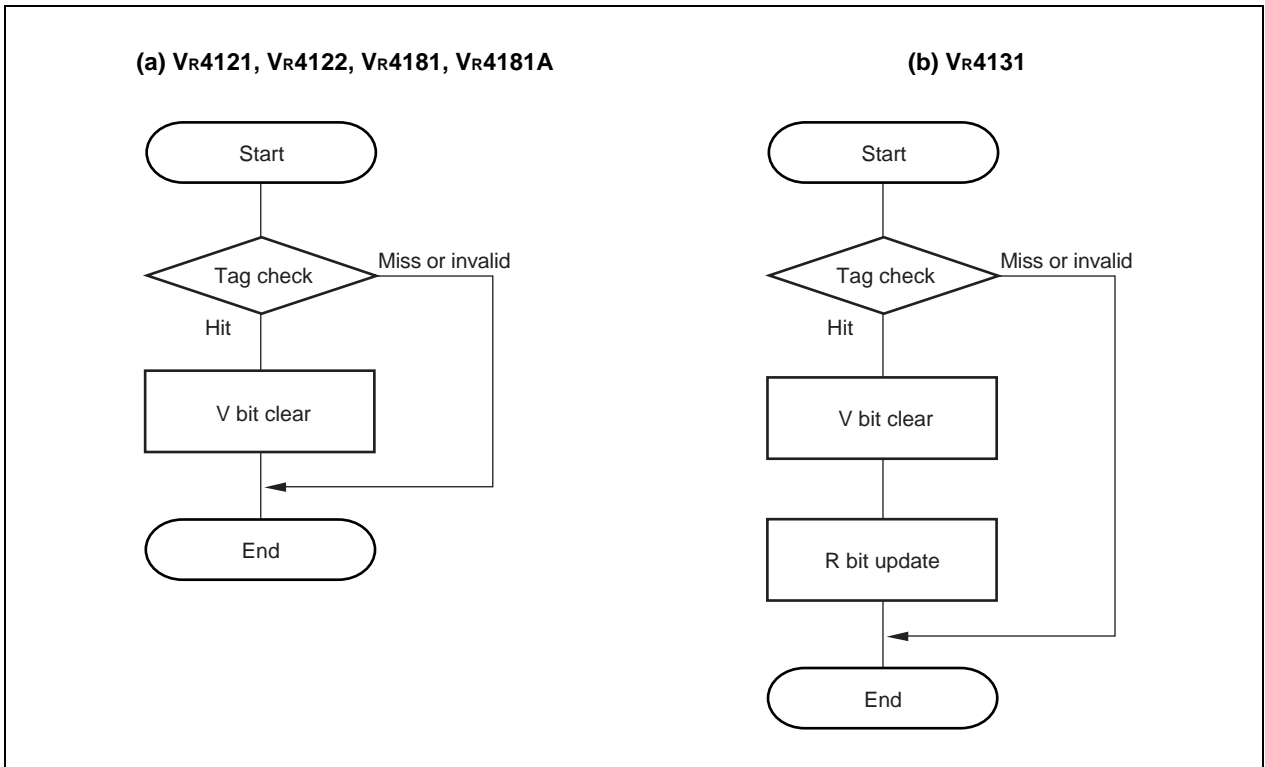 (a) VR4121, VR4122, VR4181, VR4181A
Start
Tag check
Miss or invalid
Hit
V bit clear
End
(b) VR4131
Start
Tag check
Miss or invalid
Hit
V bit clear
R bit update
End